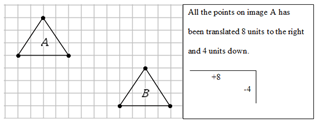 A
B
All the points on image A has
been translated 8 units to the right
and 4 units down.
+8
-4